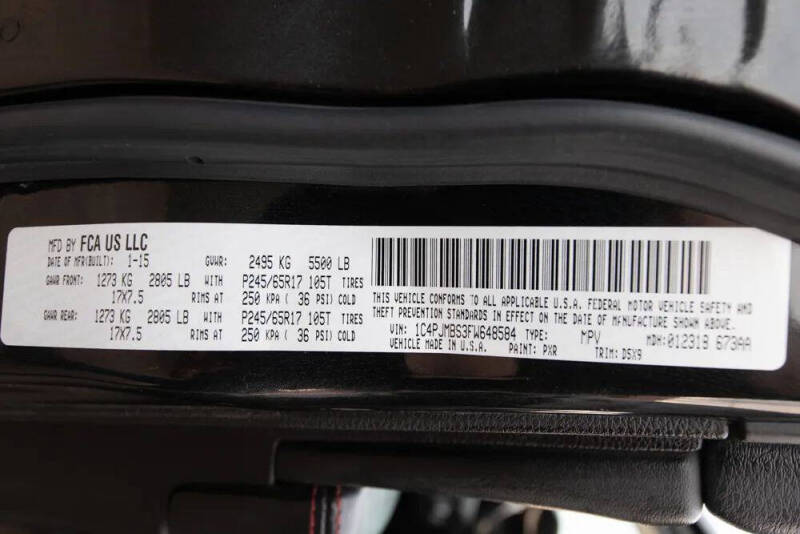 MFD BY FCA US LLC
DATE OF MFR(BUILT): 1-15 GVWR: 2495 KG 5500 LB
GAWR FRONT: 1273 KG 2805 LB WITH P245/65R17 105T TIRES
17X7.5 RIMS AT 250 KPA ( 36 PSI) COLD
GAWR REAR: 1273 KG 2805 LB WITH P245/65R17 105T TIRES
17X7.5 RIMS AT 250 KPA ( 36 PSI) COLD
THIS VEHICLE CONFORMS TO ALL APPLICABLE U.S.A. FEDERAL MOTOR VEHICLE SAFETY AND
THEFT PREVENTION STANDARDS IN EFFECT ON THE DATE OF MANUFACTURE SHOWN ABOVE.
VIN: 1C4PJMBS3FW648584 TYPE: MPV MDH: 012318 673AA
MADE IN U.S.A. PAINT: PXR TRIM: DSX9